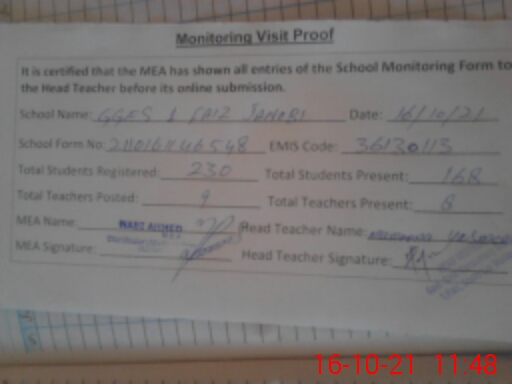 Monitoring Visit Proof
It is certified that the MEA has shown all entries of the School Monitoring Form to
the Head Teacher before its online submission.
School Name: GGES 1 FAIZ Date: 16/10/21
School Form No: EMIS Code: 36130113
Total Students Registered: 230 Total Students Present: 168
Total Teachers Posted: 9 Total Teachers Present: 8
MEA Name: Head Teacher Name:
MEA Signature: Head Teacher Signature:
16-10-21 11:48